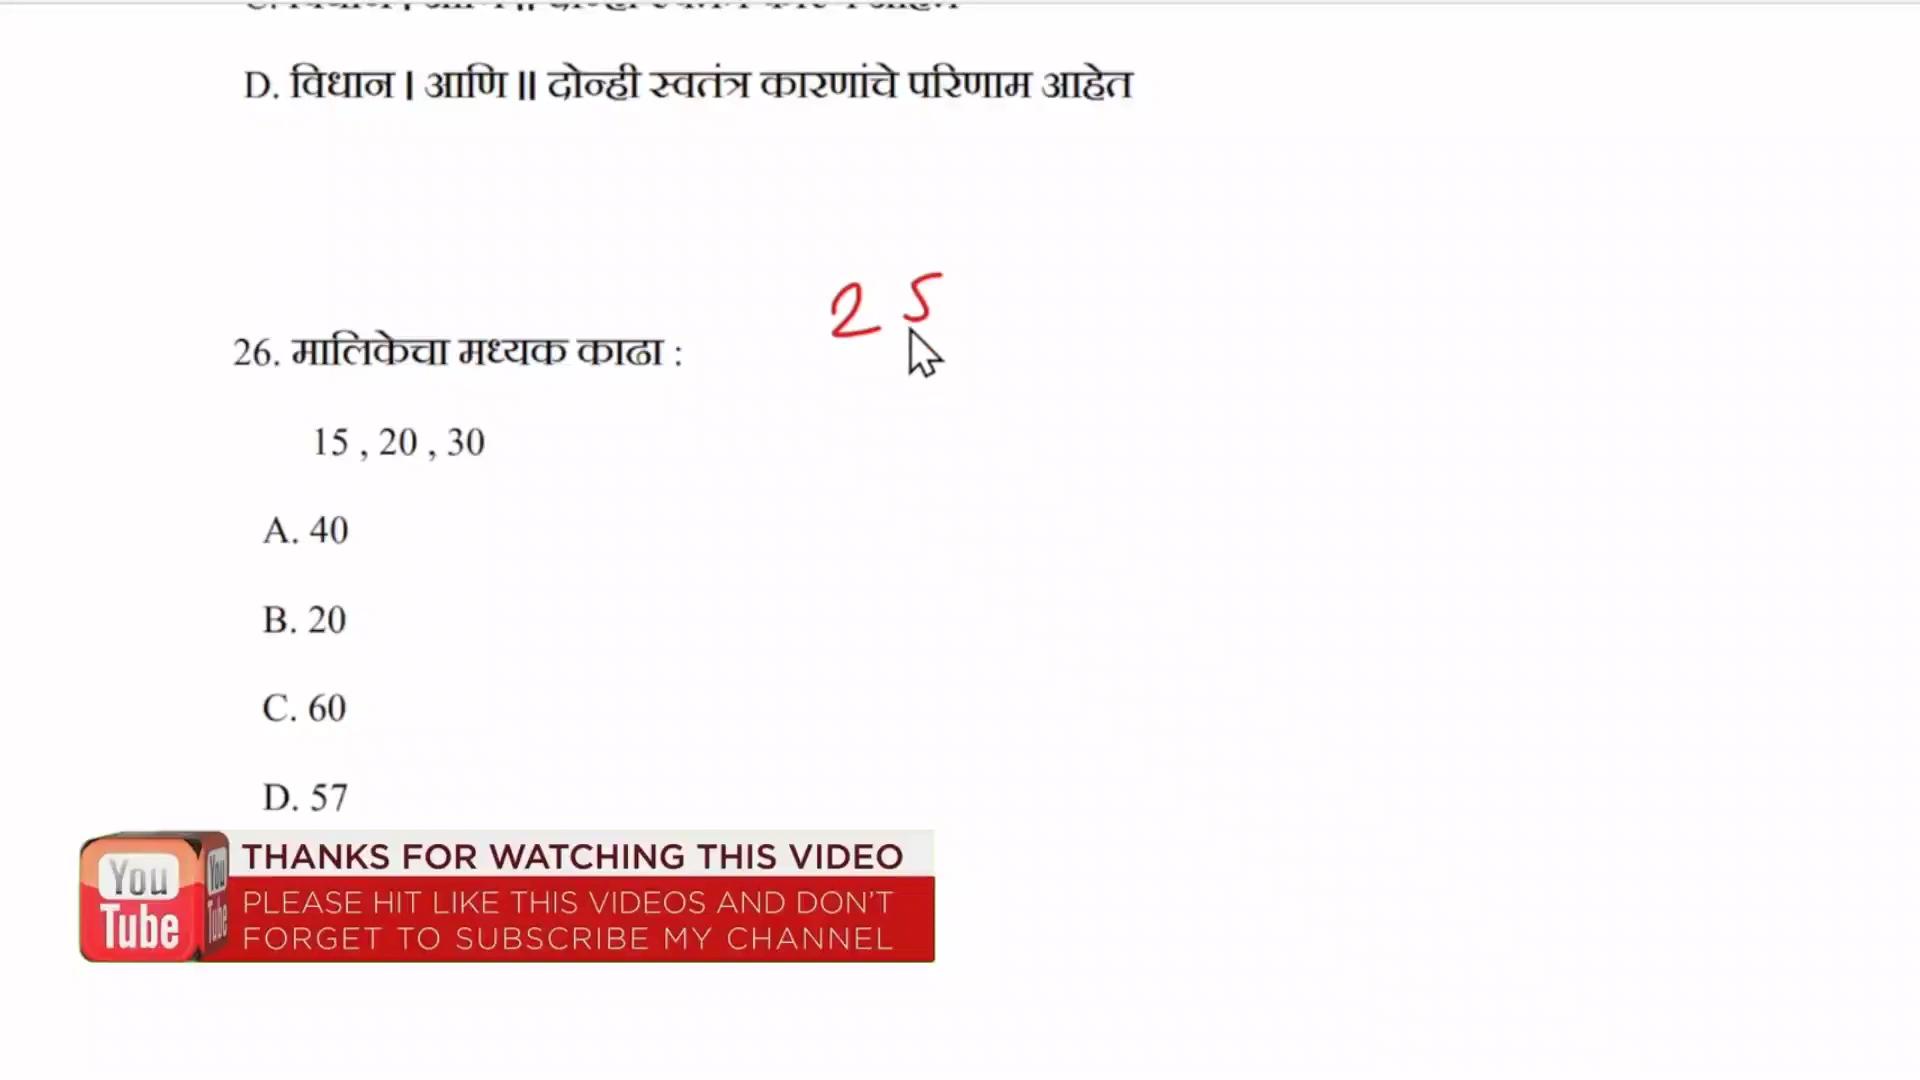 D. विधान I आणि II दोन्ही स्वतंत्र कारणांचे परिणाम आहेत
25
26. मालिकेचा मध्यक काढा :
15 , 20 , 30
A. 40
B. 20
C. 60
D. 57
You Tube
THANKS FOR WATCHING THIS VIDEO
PLEASE HIT LIKE THIS VIDEOS AND DON'T
FORGET TO SUBSCRIBE MY CHANNEL